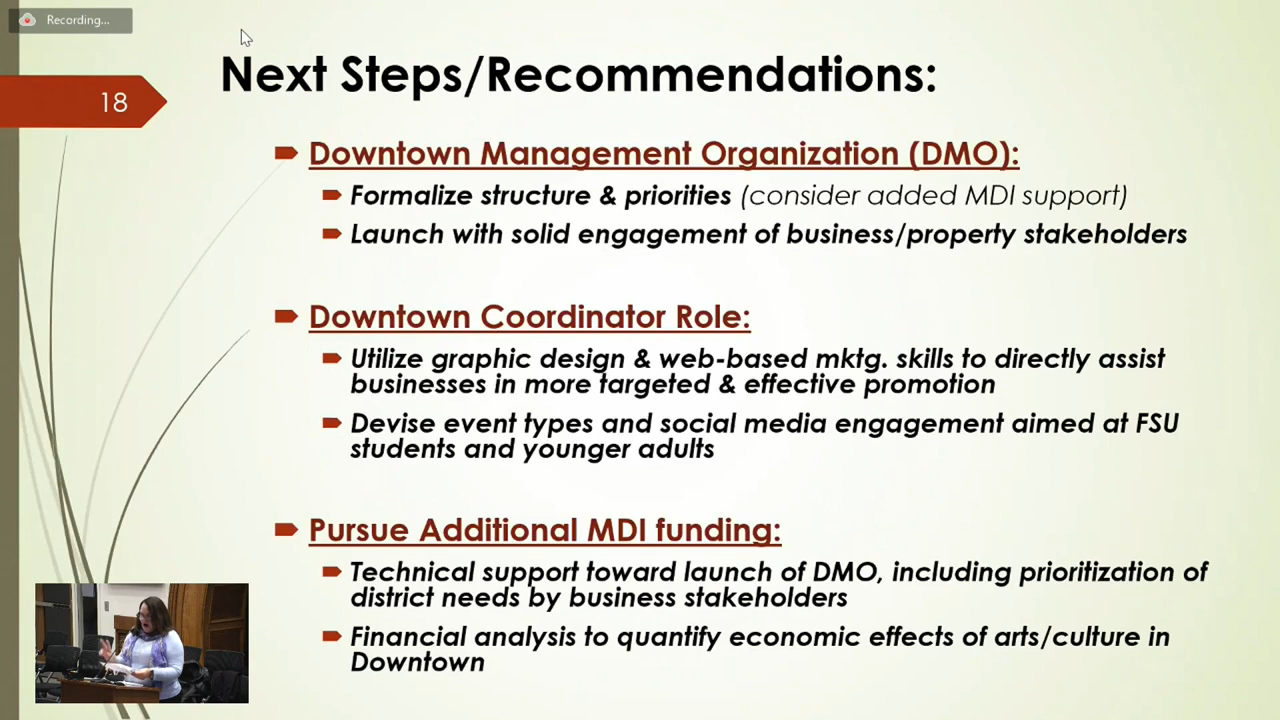 Recording...
Next Steps/Recommendations:
18
Downtown Management Organization (DMO):
Formalize structure & priorities (consider added MDI support)
Launch with solid engagement of business/property stakeholders
Downtown Coordinator Role:
Utilize graphic design & web-based mktg. skills to directly assist
businesses in more targeted & effective promotion
Devise event types and social media engagement aimed at FSU
students and younger adults
Pursue Additional MDI funding:
Technical support toward launch of DMO, including prioritization of
district needs by business stakeholders
Financial analysis to quantify economic effects of arts/culture in
Downtown